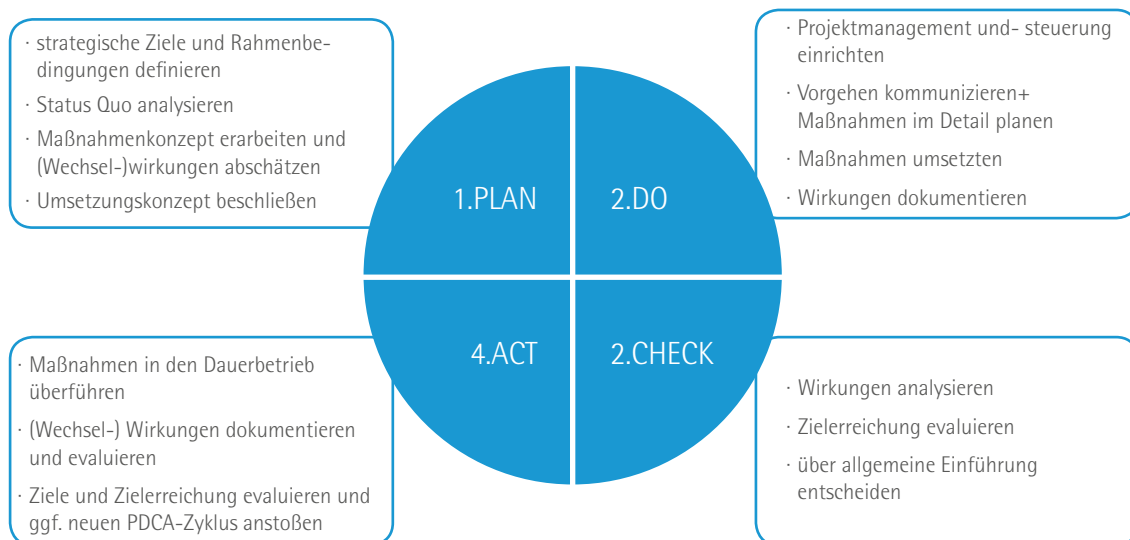 · strategische Ziele und Rahmenbe-
dingungen definieren
· Status Quo analysieren
· Maßnahmenkonzept erarbeiten und
(Wechsel-)wirkungen abschätzen
· Umsetzungskonzept beschließen
· Projektmanagement und- steuerung
einrichten
· Vorgehen kommunizieren+
Maßnahmen im Detail planen
· Maßnahmen umsetzten
· Wirkungen dokumentieren
1.PLAN
2.DO
4.ACT
2.CHECK
· Maßnahmen in den Dauerbetrieb
überführen
· (Wechsel-) Wirkungen dokumentieren
und evaluieren
· Ziele und Zielerreichung evaluieren und
ggf. neuen PDCA-Zyklus anstoßen
· Wirkungen analysieren
· Zielerreichung evaluieren
· über allgemeine Einführung
entscheiden